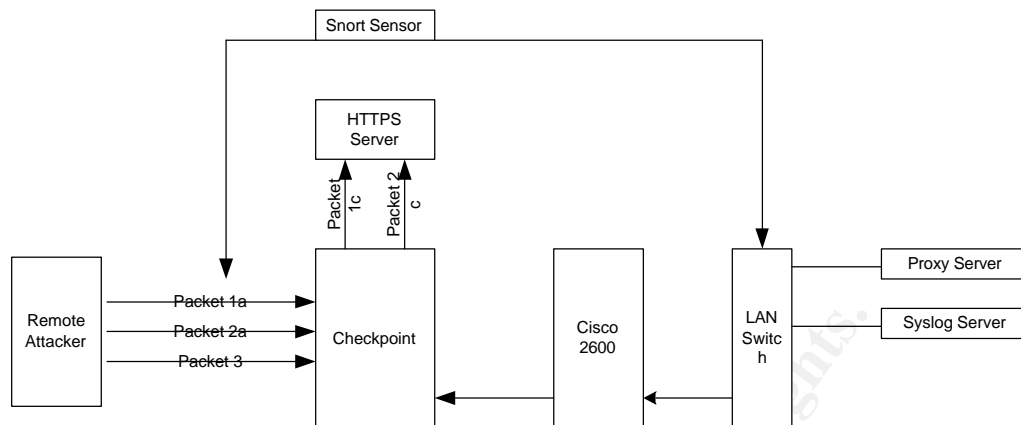 Snort Sensor
HTTPS
Server
Packet
1c
Packet 2
c
Remote
Attacker
Packet 1a
Packet 2a
Packet 3
Checkpoint
Cisco
2600
LAN
Switc
h
Proxy Server
Syslog Server
ghts.